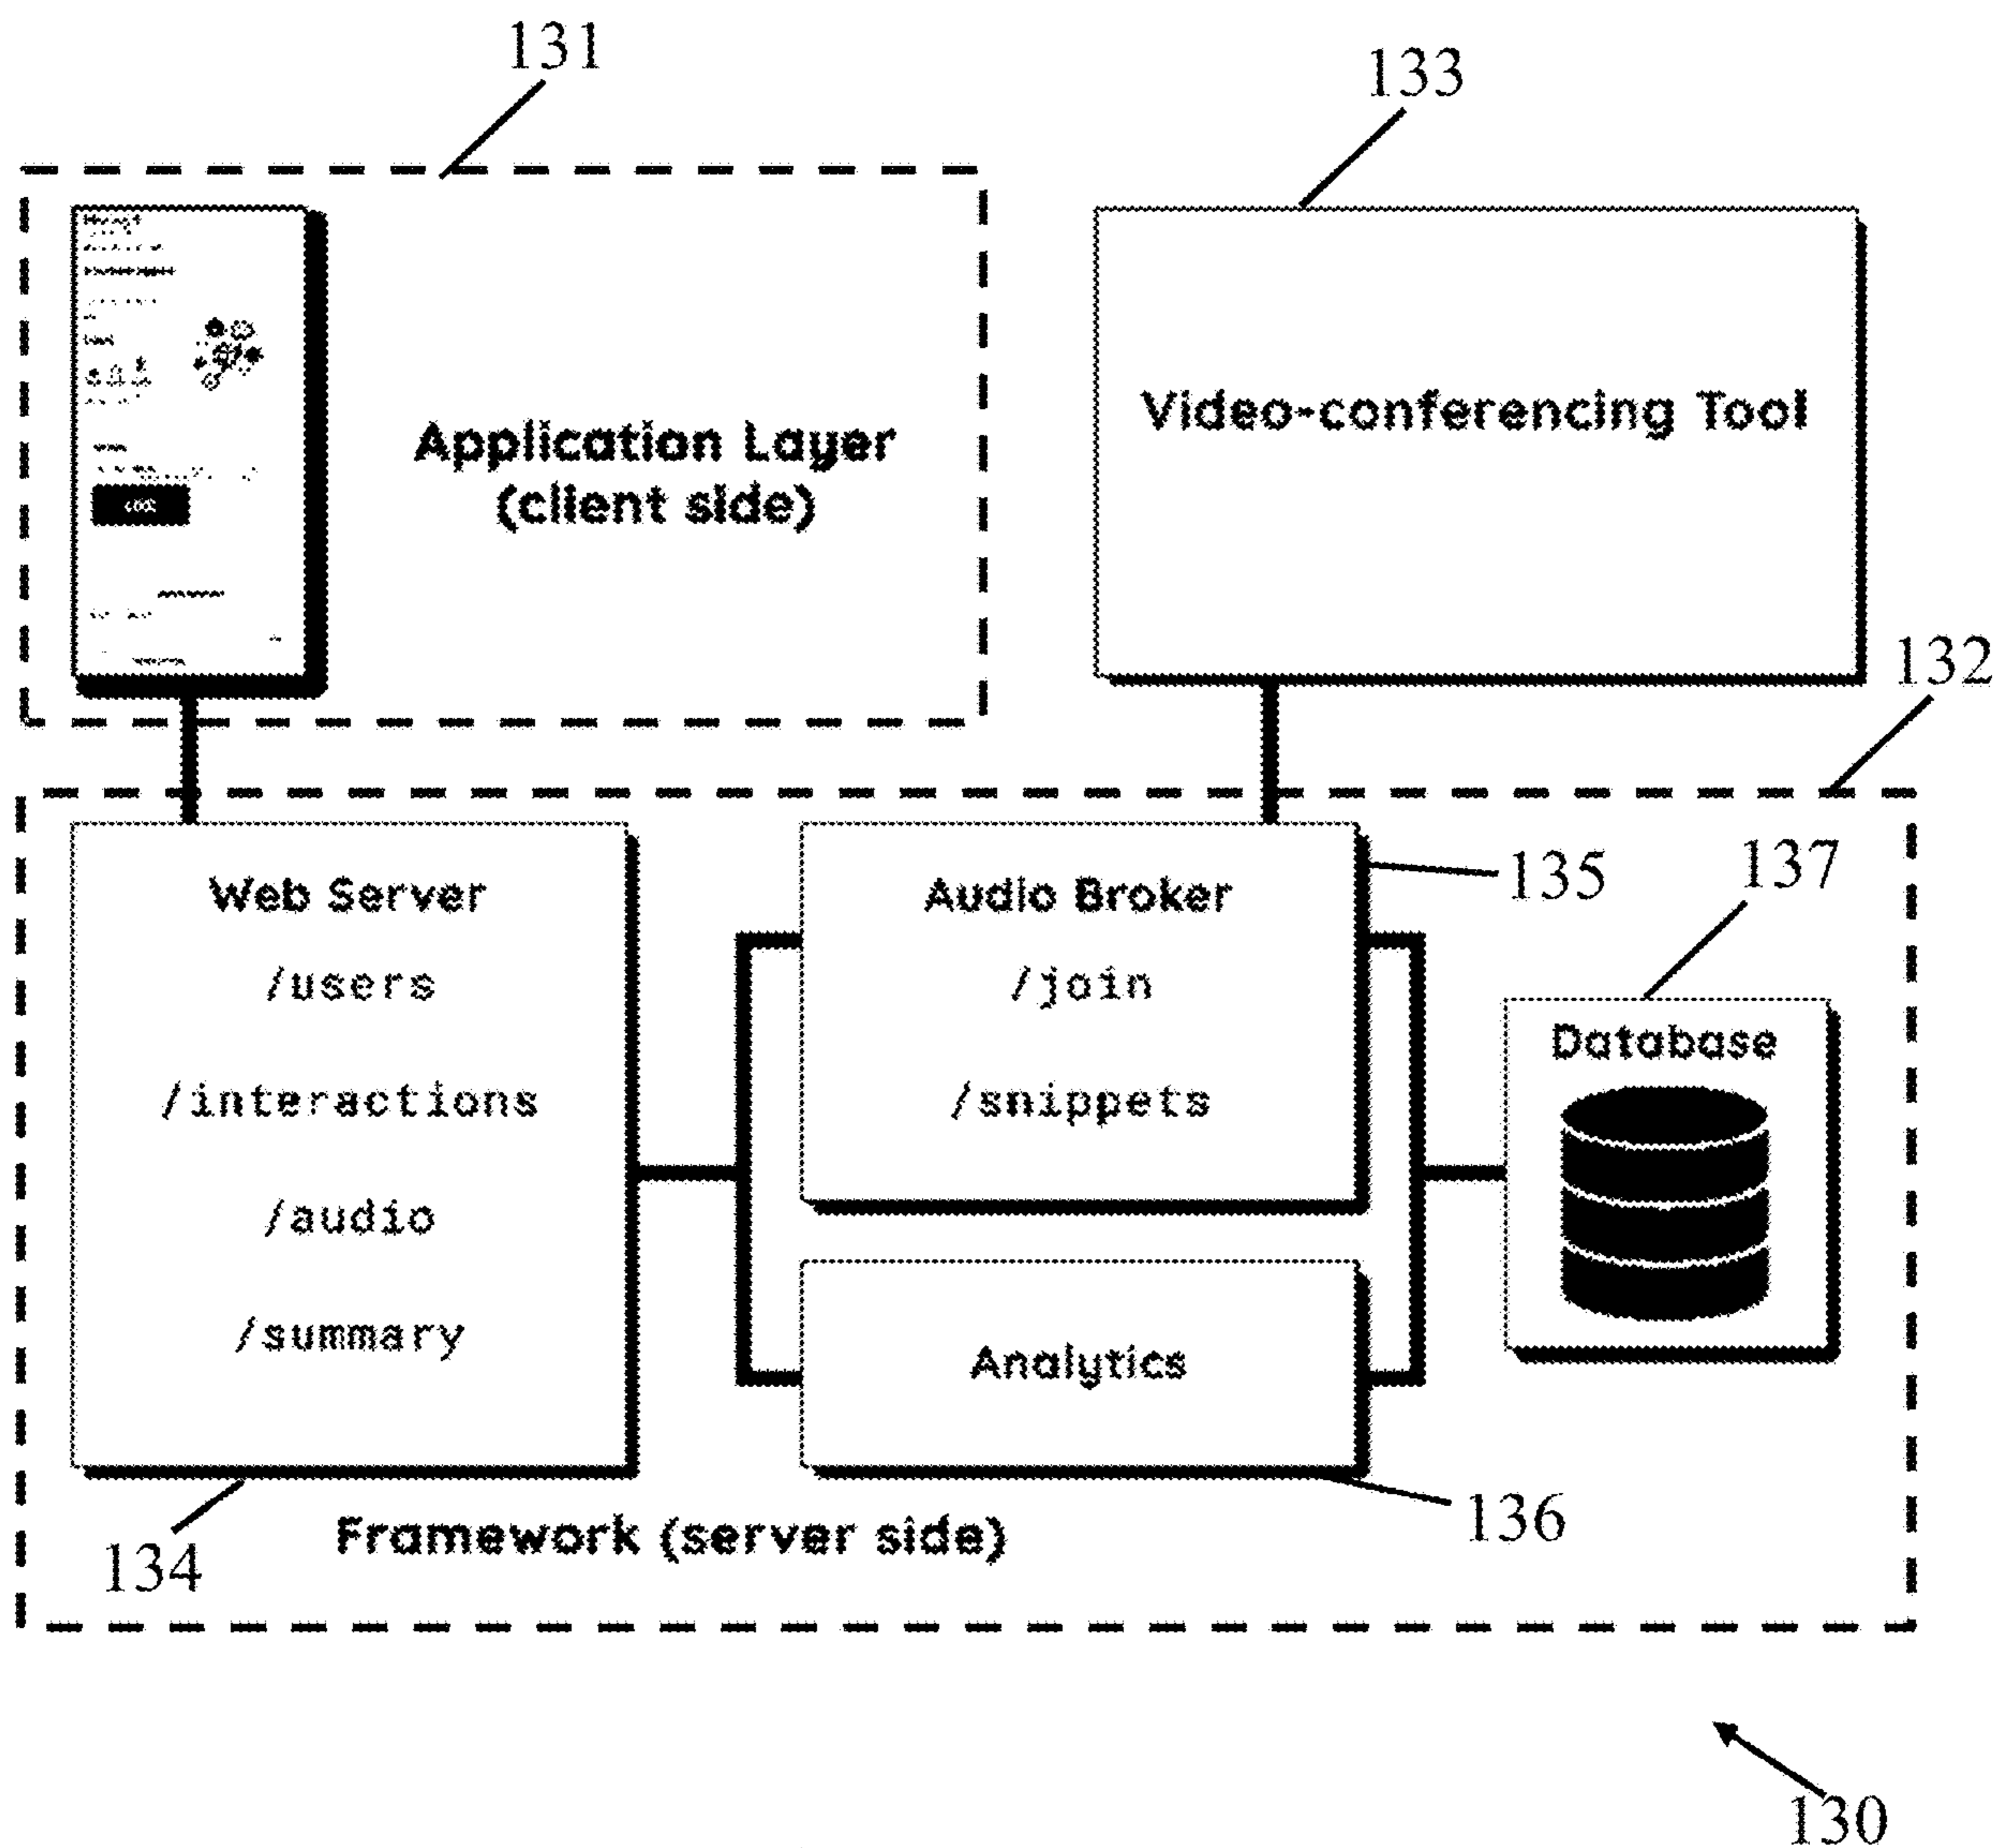 131
133
Application Layer
(client side)
Video-conferencing Tool
132
Web Server
/users
/interactions
/audio
/summary
134
Audio Broker
/join
/snippets
135
Analytics
136
137
Database
Framework (server side)
130